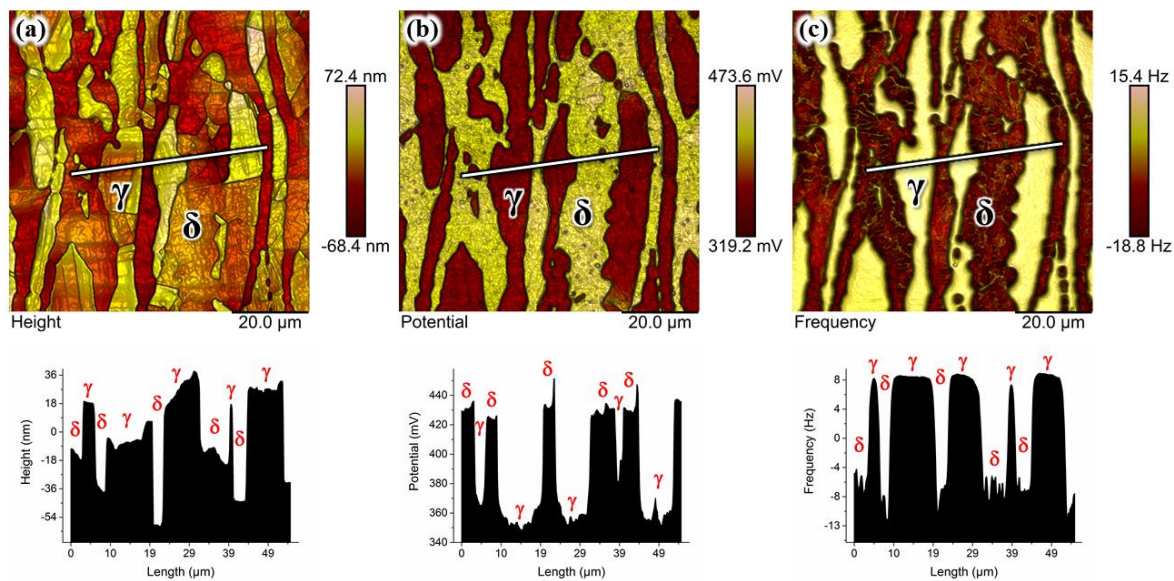 (a)
γ
δ
72.4 nm
-68.4 nm
Height
20.0 µm
(b)
γ
δ
473.6 mV
319.2 mV
Potential
20.0 µm
(c)
γ
δ
15.4 Hz
-18.8 Hz
Frequency
20.0 µm
Height (nm)
36
18
0
-18
-36
-54
δ γ δ γ δ γ δ γ δ γ
0 10 19 29 39 49
Length (µm)
Potential (mV)
440
420
400
380
360
340
δ γ δ γ δ γ δ γ δ γ
0 10 19 29 39 49
Length (µm)
Frequency (Hz)
8
4
0
-4
-8
-13
δ γ δ γ δ γ δ γ δ γ
0 10 19 29 39 49
Length (µm)